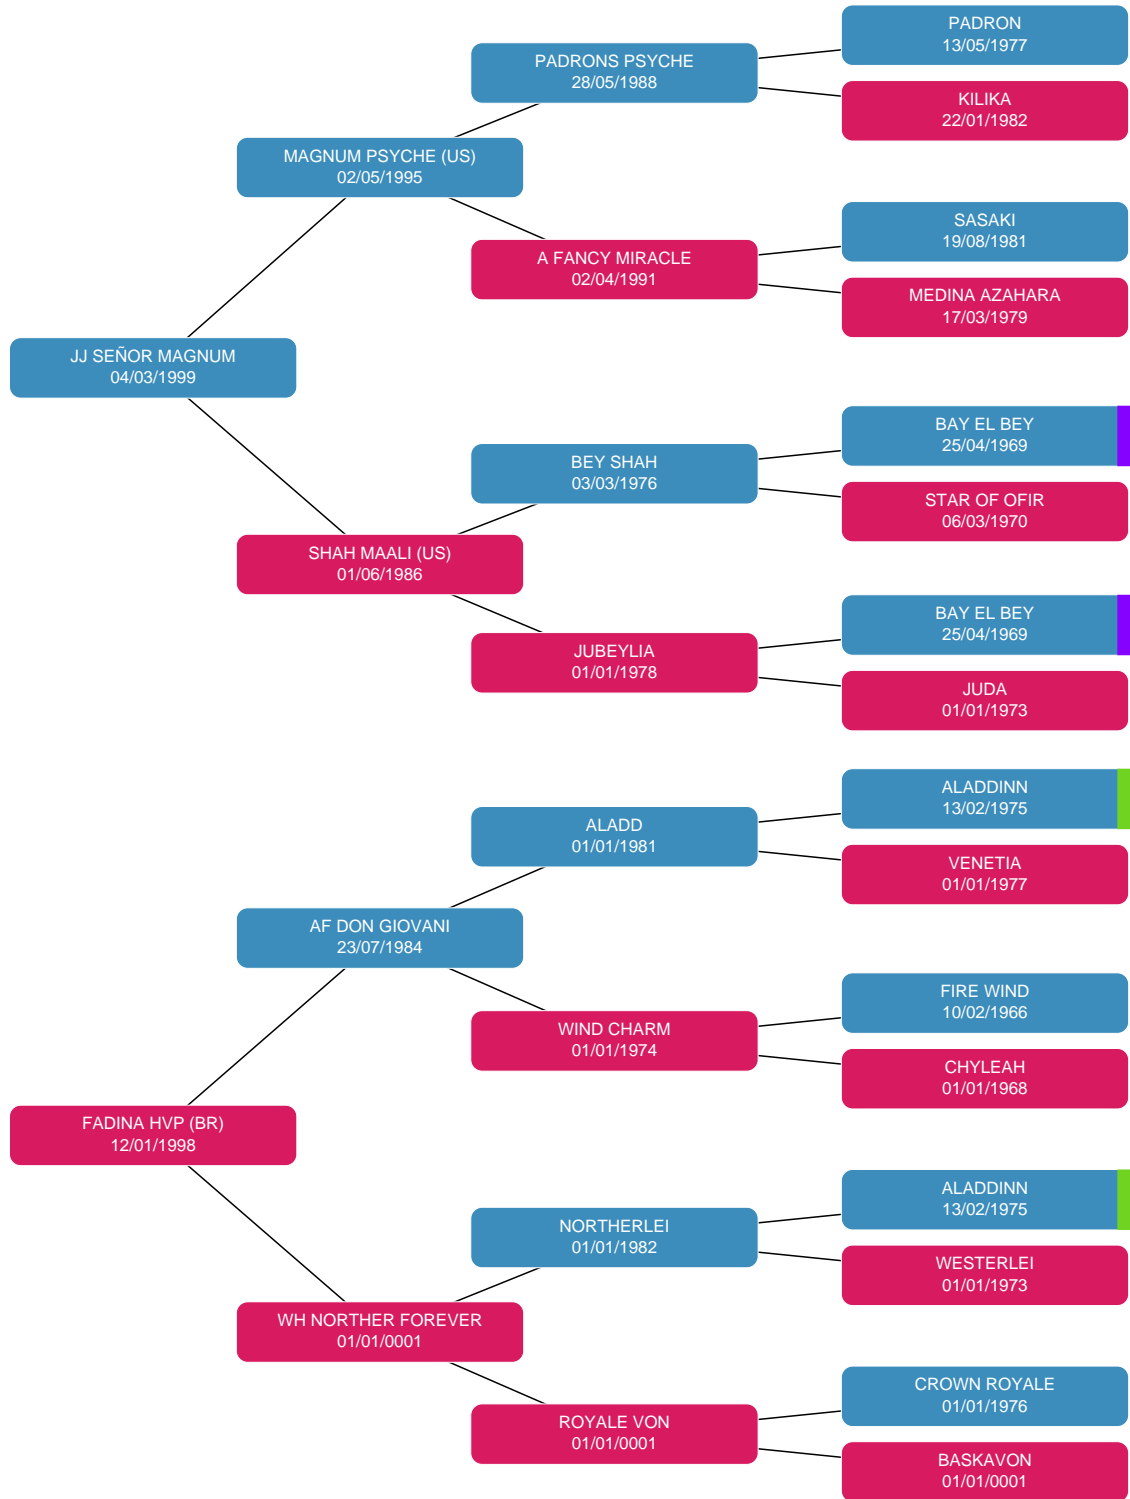 PADRON
13/05/1977
PADRONS PSYCHE
28/05/1988
KILIKA
22/01/1982
MAGNUM PSYCHE (US)
02/05/1995
SASAKI
19/08/1981
A FANCY MIRACLE
02/04/1991
MEDINA AZAHARA
17/03/1979
JJ SEÑOR MAGNUM
04/03/1999
BAY EL BEY
25/04/1969
BEY SHAH
03/03/1976
STAR OF OFIR
06/03/1970
SHAH MAALI (US)
01/06/1986
BAY EL BEY
25/04/1969
JUBEYLIA
01/01/1978
JUDA
01/01/1973
ALADDINN
13/02/1975
ALADD
01/01/1981
VENETIA
01/01/1977
AF DON GIOVANI
23/07/1984
FIRE WIND
10/02/1966
WIND CHARM
01/01/1974
CHYLEAH
01/01/1968
FADINA HVP (BR)
12/01/1998
ALADDINN
13/02/1975
NORTHERLEI
01/01/1982
WESTERLEI
01/01/1973
WH NORTHER FOREVER
01/01/0001
CROWN ROYALE
01/01/1976
ROYALE VON
01/01/0001
BASKAVON
01/01/0001